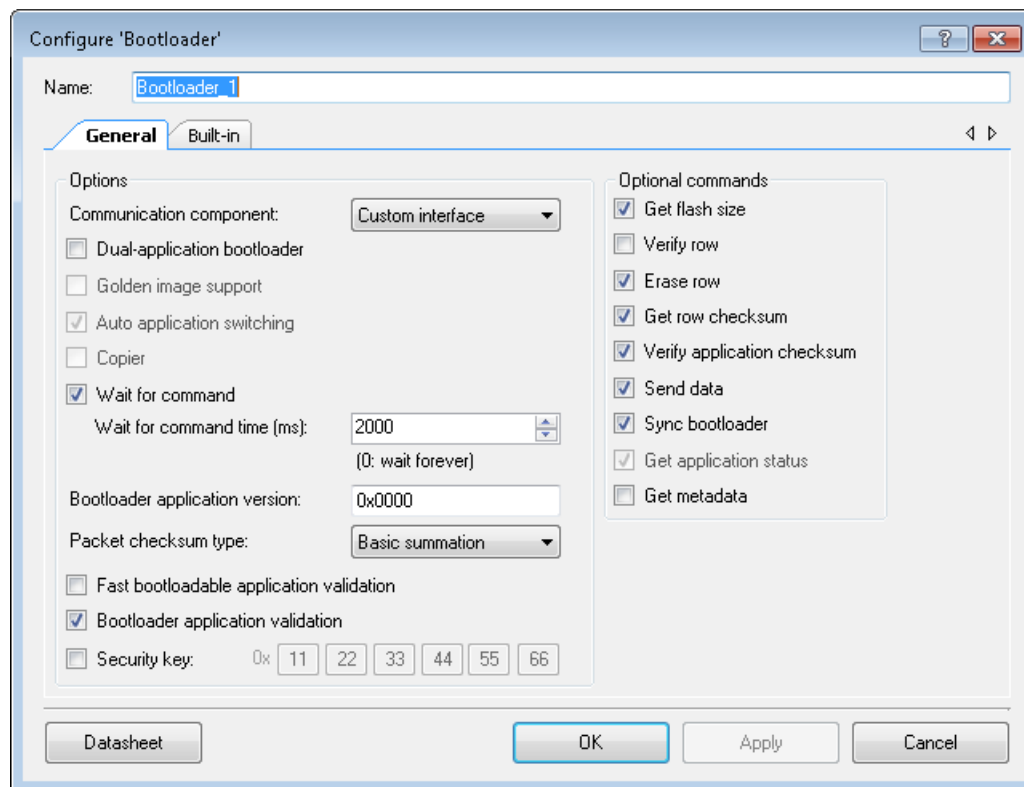 Configure 'Bootloader'
?
Name: Bootloader_1
General Built-in
Options
Communication component: Custom interface
Dual-application bootloader
Golden image support
Auto application switching
Copier
Wait for command
Wait for command time (ms): 2000
(0: wait forever)
Bootloader application version: 0x0000
Packet checksum type: Basic summation
Fast bootloadable application validation
Bootloader application validation
Security key: 0x 11 22 33 44 55 66
Optional commands
Get flash size
Verify row
Erase row
Get row checksum
Verify application checksum
Send data
Sync bootloader
Get application status
Get metadata
Datasheet OK Apply Cancel